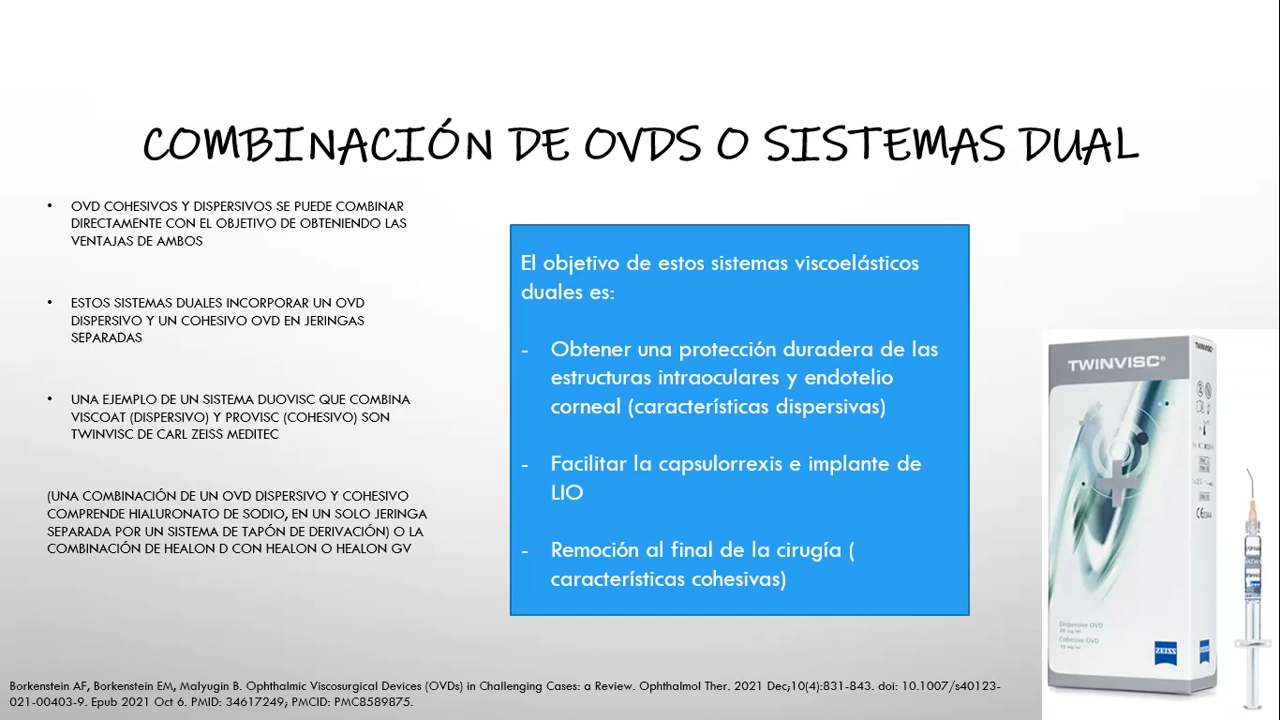 COMBINACIÓN DE OVDS O SISTEMAS DUAL
• OVD COHESIVOS Y DISPERSIVOS SE PUEDE COMBINAR
DIRECTAMENTE CON EL OBJETIVO DE OBTENIENDO LAS
VENTAJAS DE AMBOS
• ESTOS SISTEMAS DUALES INCORPORAR UN OVD
DISPERSIVO Y UN COHESIVO OVD EN JERINGAS
SEPARADAS
• UNA EJEMPLO DE UN SISTEMA DUOVISC QUE COMBINA
VISCOAT (DISPERSIVO) Y PROVISC (COHESIVO) SON
TWINVISC DE CARL ZEISS MEDITEC
(UNA COMBINACIÓN DE UN OVD DISPERSIVO Y COHESIVO
COMPRENDE HIALURONATO DE SODIO, EN UN SOLO JERINGA
SEPARADA POR UN SISTEMA DE TAPÓN DE DERIVACIÓN) O LA
COMBINACIÓN DE HEALON D CON HEALON O HEALON GV
El objetivo de estos sistemas viscoelásticos
duales es:
- Obtener una protección duradera de las
estructuras intraoculares y endotelio
corneal (características dispersivas)
- Facilitar la capsulorrexis e implante de
LIO
- Remoción al final de la cirugía (
características cohesivas)
TWINVISC®
Dispersive OVD
Cohesive OVD
ZEISS
Borkenstein AF, Borkenstein EM, Malyugin B. Ophthalmic Viscosurgical Devices (OVDs) in Challenging Cases: a Review. Ophthalmol Ther. 2021 Dec;10(4):831-843. doi: 10.1007/s40123-
021-00403-9. Epub 2021 Oct 6. PMID: 34617249; PMCID: PMC8589875.